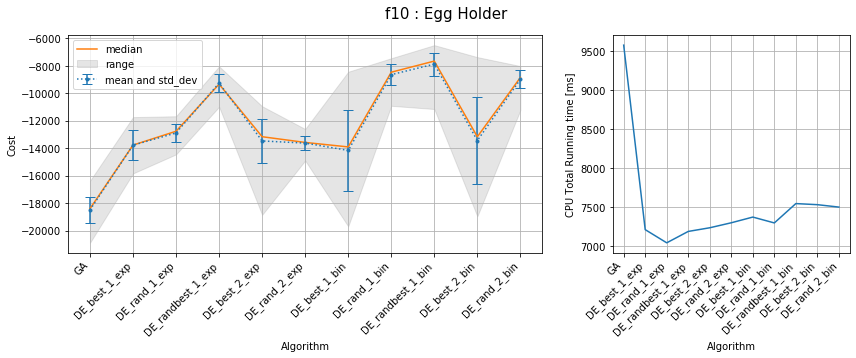 f10 : Egg Holder
median
range
mean and std_dev
Cost
−6000
−8000
−10000
−12000
−14000
−16000
−18000
−20000
GA
DE_best_1_exp
DE_rand_1_exp
DE_randbest_1_exp
DE_best_2_exp
DE_rand_2_exp
DE_best_1_bin
DE_rand_1_bin
DE_randbest_1_bin
DE_best_2_bin
DE_rand_2_bin
Algorithm
CPU Total Running time [ms]
9500
9000
8500
8000
7500
7000
GA
DE_best_1_exp
DE_rand_1_exp
DE_randbest_1_exp
DE_best_2_exp
DE_rand_2_exp
DE_best_1_bin
DE_rand_1_bin
DE_randbest_1_bin
DE_best_2_bin
DE_rand_2_bin
Algorithm